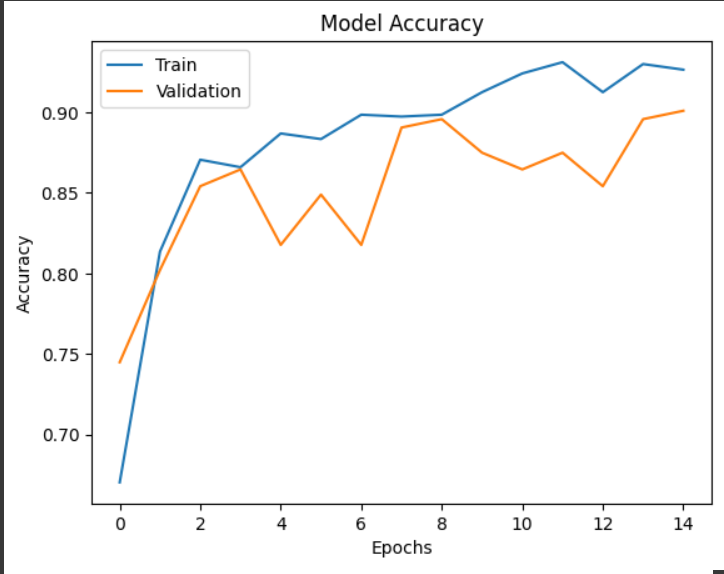 Model Accuracy
Train
Validation
0.90
0.85
0.80
0.75
0.70
Accuracy
0 2 4 6 8 10 12 14
Epochs